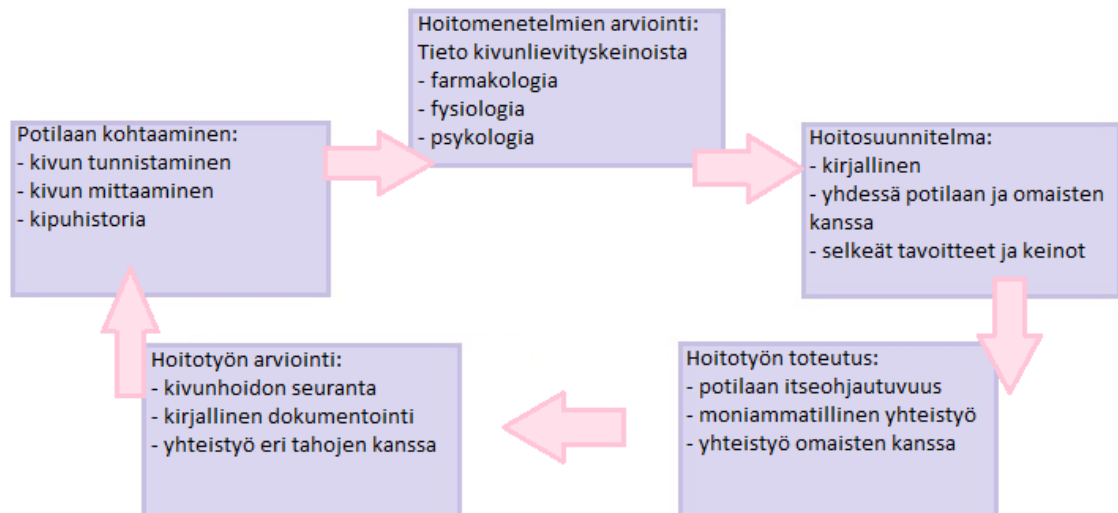 Hoitomenetelmien arviointi:
Tieto kivunlievityskeinoista
- farmakologia
- fysiologia
- psykologia
Potilaan kohtaaminen:
- kivun tunnistaminen
- kivun mittaaminen
- kipuhistoria
Hoitosuunnitelma:
- kirjallinen
- yhdessä potilaan ja omaisten
kanssa
- selkeät tavoitteet ja keinot
Hoitotyön arviointi:
- kivunhoidon seuranta
- kirjallinen dokumentointi
- yhteistyö eri tahojen kanssa
Hoitotyön toteutus:
- potilaan itseohjautuvuus
- moniammatillinen yhteistyö
- yhteistyö omaisten kanssa